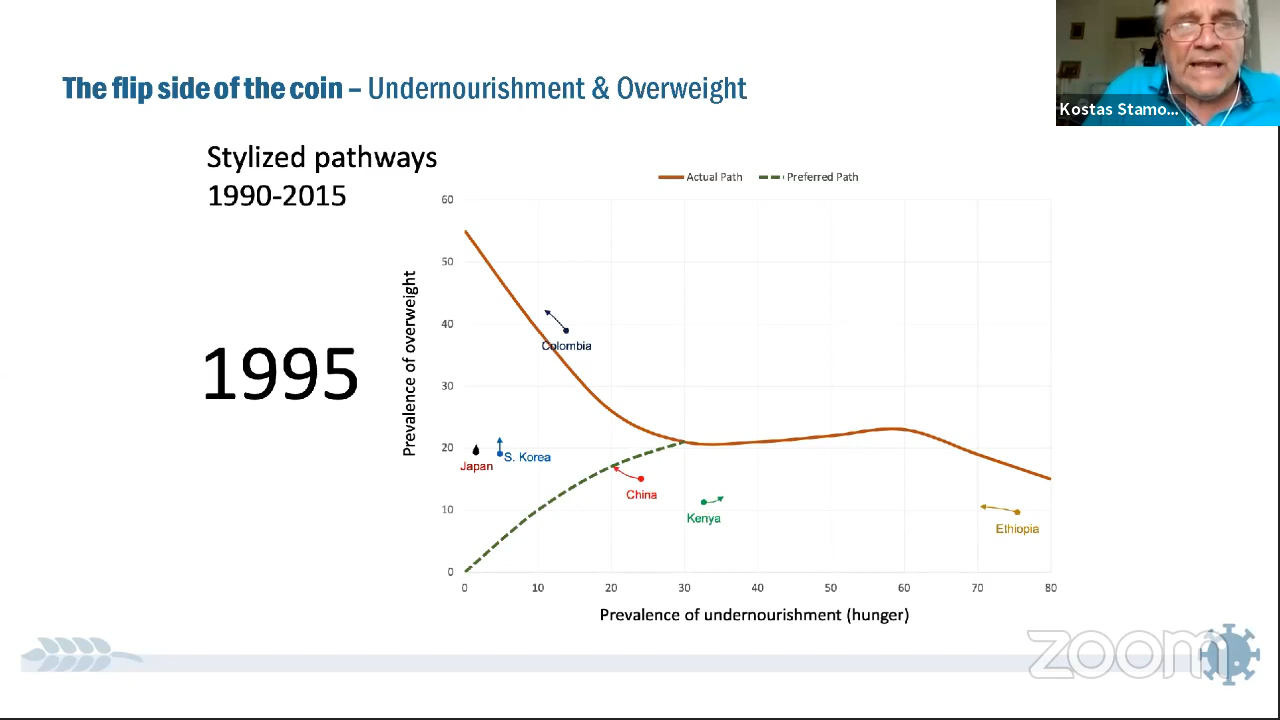 Kostas Stamo...
The flip side of the coin – Undernourishment & Overweight
Stylized pathways
1990-2015
1995
Actual Path
Preferred Path
Prevalence of overweight
60
50
40
30
20
10
0
Colombia
Japan
S. Korea
China
Kenya
Ethiopia
0 10 20 30 40 50 60 70 80
Prevalence of undernourishment (hunger)
zoom